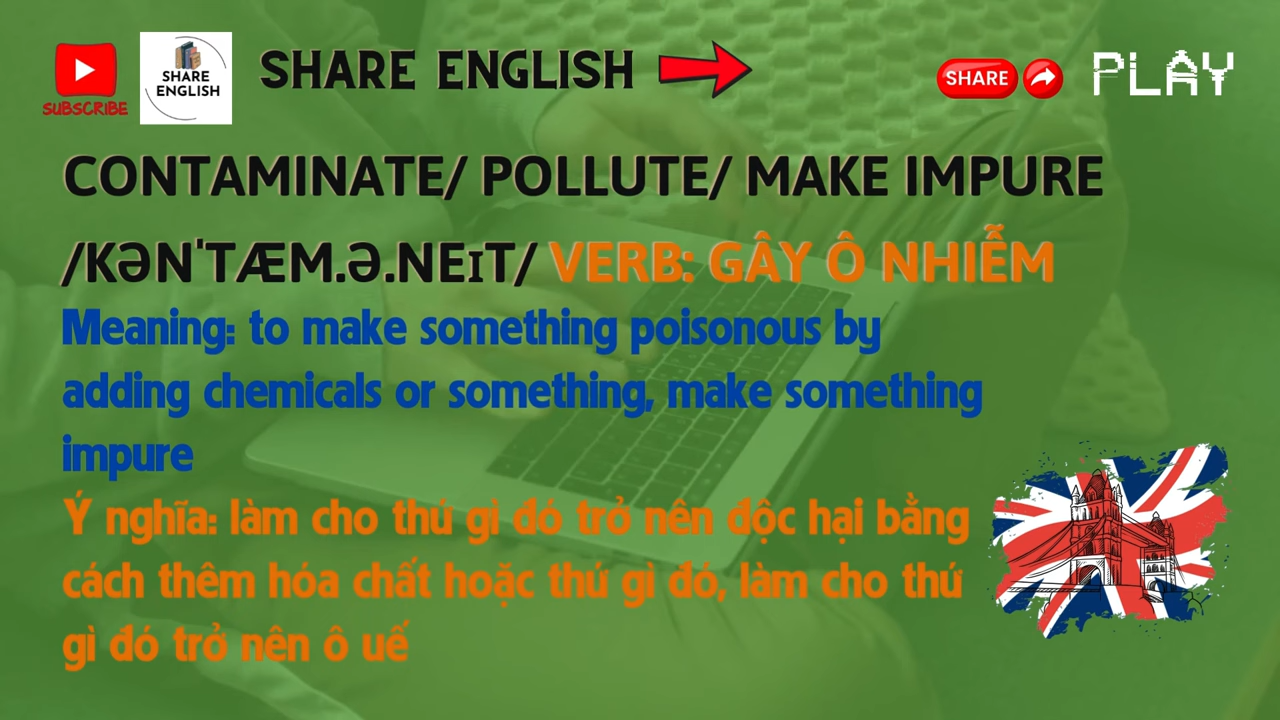 SUBSCRIBE
SHARE
ENGLISH
SHARE ENGLISH
SHARE
PLAY
CONTAMINATE/ POLLUTE/ MAKE IMPURE
/KƏNˈTÆM.Ə.NEɪT/ VERB: GÂY Ô NHIỄM
Meaning: to make something poisonous by
adding chemicals or something, make something
impure
Ý nghĩa: làm cho thứ gì đó trở nên độc hại bằng
cách thêm hóa chất hoặc thứ gì đó, làm cho thứ
gì đó trở nên ô uế